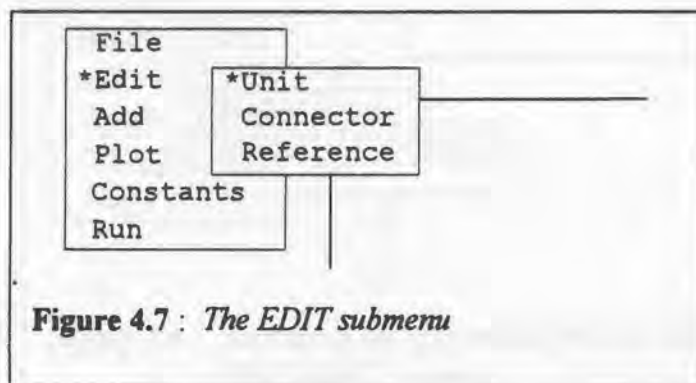 File
*Edit
Add
Plot
Constants
Run
*Unit
Connector
Reference
Figure 4.7 : The EDIT submenu